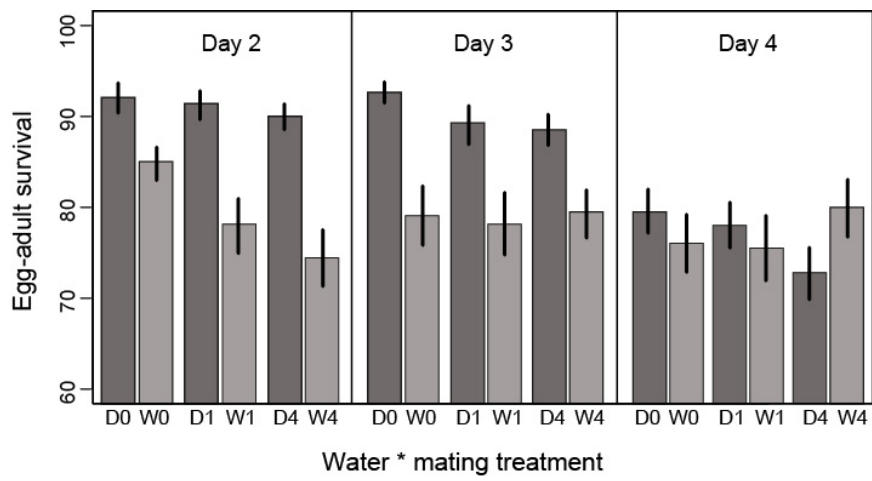 Day 2 Day 3 Day 4
Egg-adult survival
100
90
80
70
60
D0 W0 D1 W1 D4 W4 D0 W0 D1 W1 D4 W4 D0 W0 D1 W1 D4 W4
Water * mating treatment